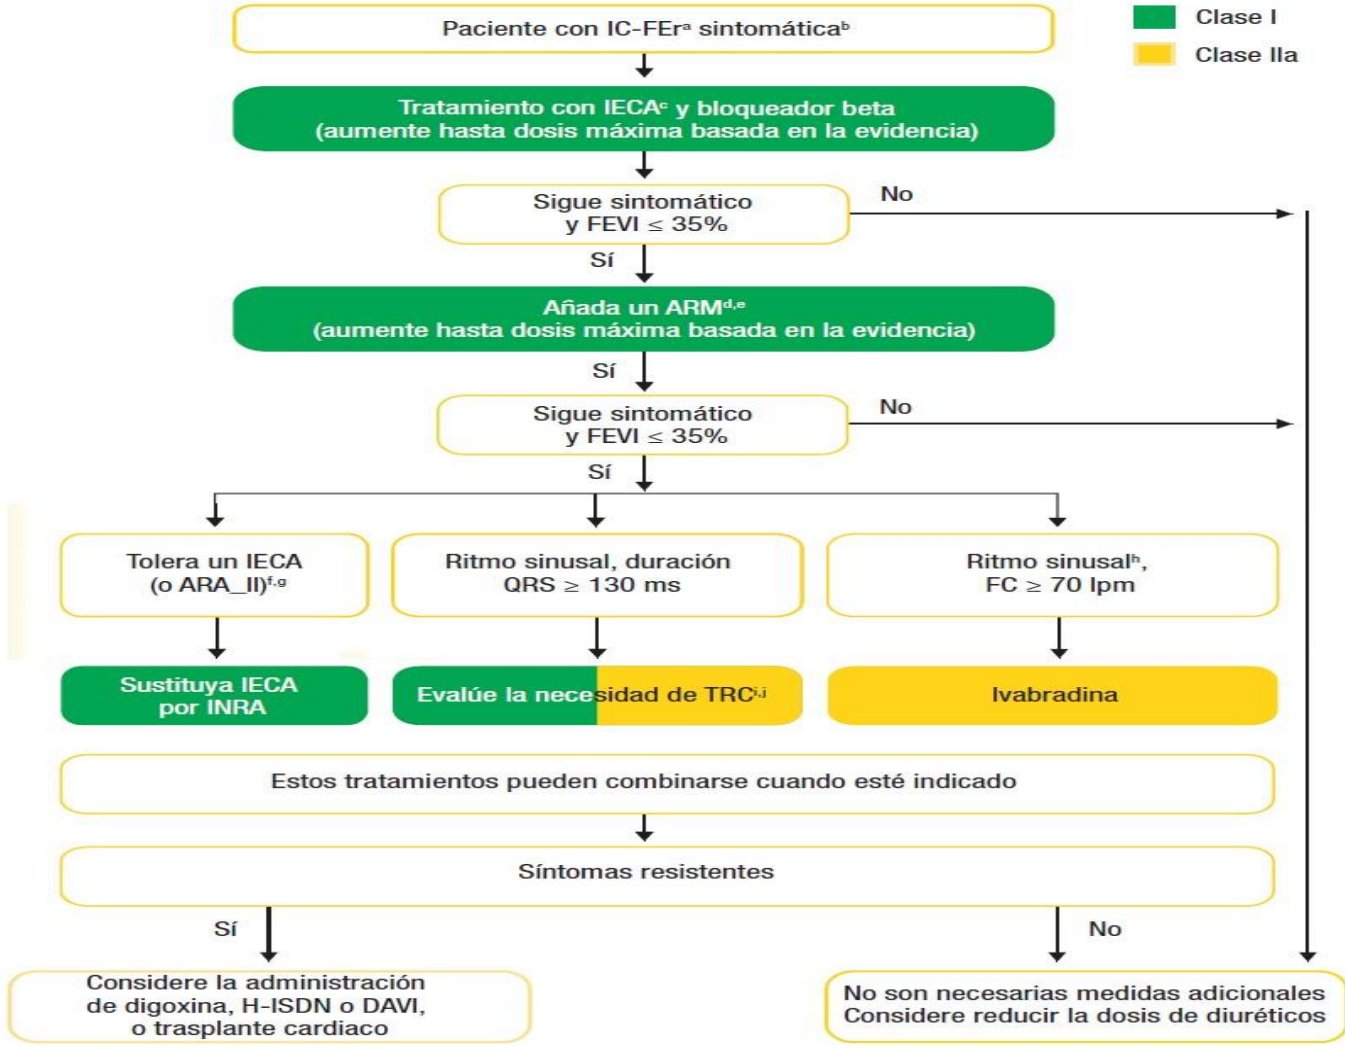 Paciente con IC-FErᵃ sintomáticaᵇ
Clase I
Clase IIa
Tratamiento con IECAᶜ y bloqueador beta
(aumente hasta dosis máxima basada en la evidencia)
Sigue sintomático
y FEVI ≤ 35%
No
Sí
Añada un ARMᵈ,ᵉ
(aumente hasta dosis máxima basada en la evidencia)
Sí
Sigue sintomático
y FEVI ≤ 35%
No
Sí
Tolera un IECA
(o ARA_II)ᶠ,ᵍ
Ritmo sinusal, duración
QRS ≥ 130 ms
Ritmo sinusalʰ,
FC ≥ 70 lpm
Sustituya IECA
por INRA
Evalúe la necesidad de TRCⁱ,ʲ
Ivabradina
Estos tratamientos pueden combinarse cuando esté indicado
Síntomas resistentes
Sí
No
Considere la administración
de digoxina, H-ISDN o DAVI,
o trasplante cardiaco
No son necesarias medidas adicionales
Considere reducir la dosis de diuréticos